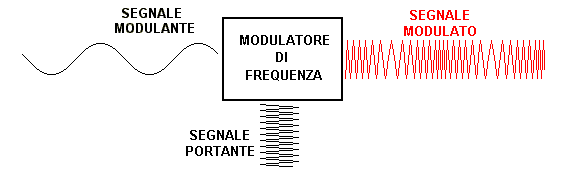 SEGNALE
MODULANTE
MODULATORE
DI
FREQUENZA
SEGNALE
MODULATO
SEGNALE
PORTANTE